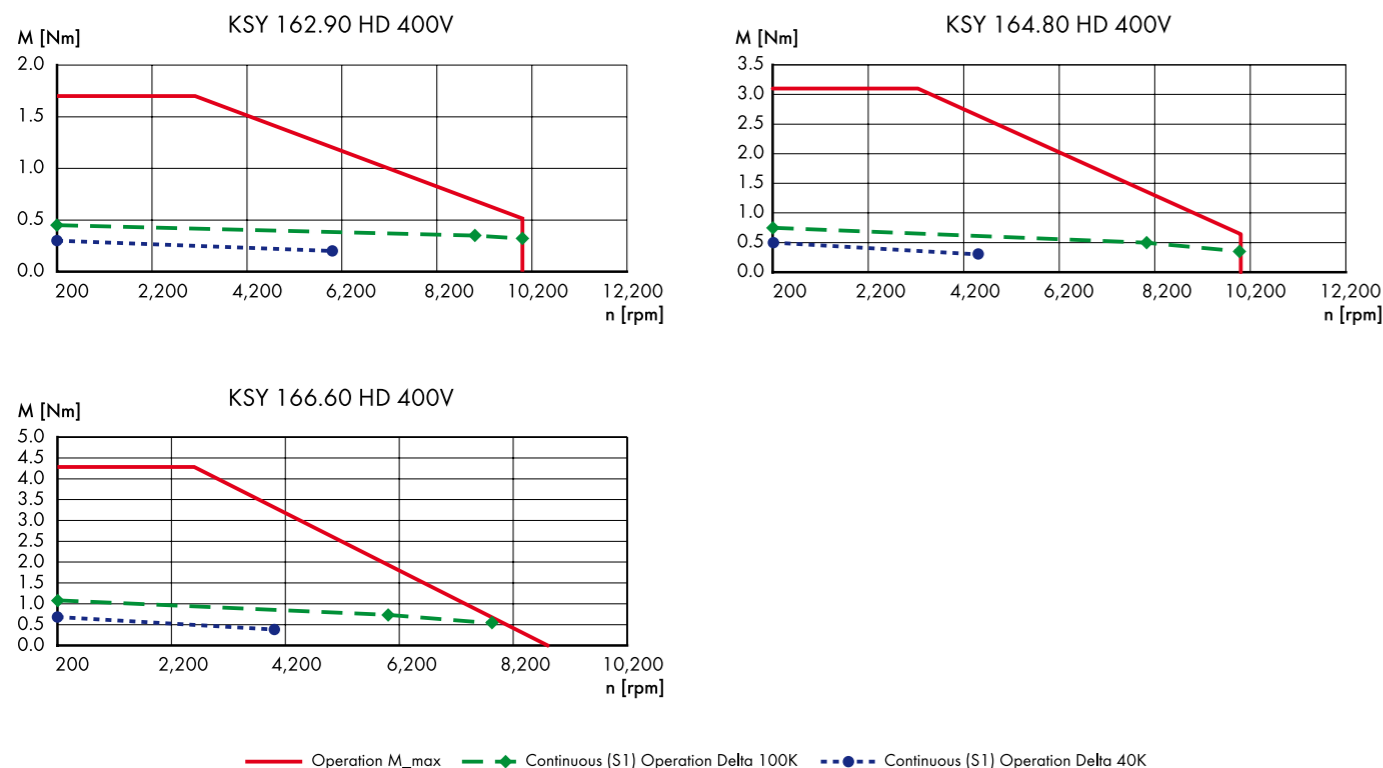 KSY 162.90 HD 400V
M [Nm]
2.0
1.5
1.0
0.5
0.0
200 2,200 4,200 6,200 8,200 10,200 12,200
n [rpm]
KSY 164.80 HD 400V
M [Nm]
3.5
3.0
2.5
2.0
1.5
1.0
0.5
0.0
200 2,200 4,200 6,200 8,200 10,200 12,200
n [rpm]
KSY 166.60 HD 400V
M [Nm]
5.0
4.5
4.0
3.5
3.0
2.5
2.0
1.5
1.0
0.5
0.0
200 2,200 4,200 6,200 8,200 10,200
n [rpm]
Operation M_max Continuous (S1) Operation Delta 100K Continuous (S1) Operation Delta 40K